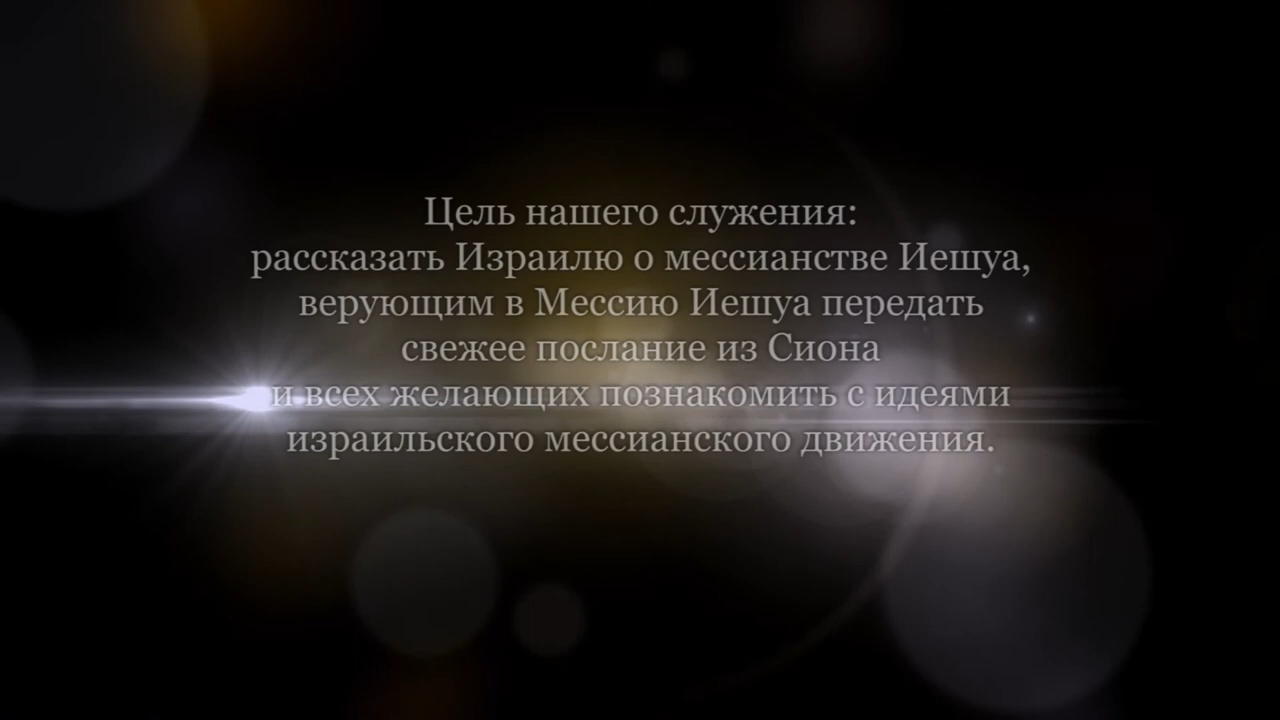 Цель нашего служения:
рассказать Израилю о мессианстве Иешуа,
верующим в Мессию Иешуа передать
свежее послание из Сиона
и всех желающих познакомить с идеями
израильского мессианского движения.